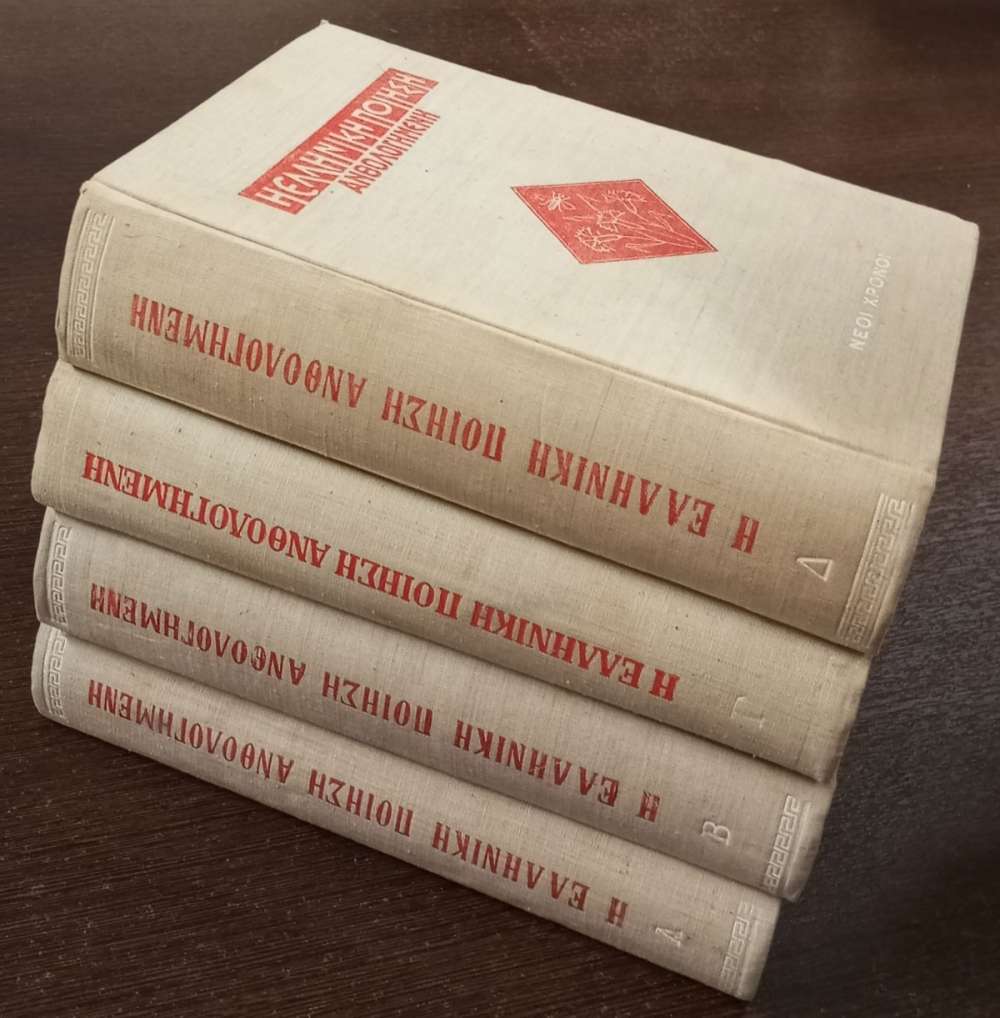 Η ΕΛΛΗΝΙΚΗ ΠΟΙΗΣΗ
ΑΝΘΟΛΟΓΗΜΕΝΗ
ΝΕΟΙ ΧΡΟΝΟΙ
Η ΕΛΛΗΝΙΚΗ ΠΟΙΗΣΗ ΑΝΘΟΛΟΓΗΜΕΝΗ
Δ
Η ΕΛΛΗΝΙΚΗ ΠΟΙΗΣΗ ΑΝΘΟΛΟΓΗΜΕΝΗ
Γ
Η ΕΛΛΗΝΙΚΗ ΠΟΙΗΣΗ ΑΝΘΟΛΟΓΗΜΕΝΗ
Β
Η ΕΛΛΗΝΙΚΗ ΠΟΙΗΣΗ ΑΝΘΟΛΟΓΗΜΕΝΗ
Α